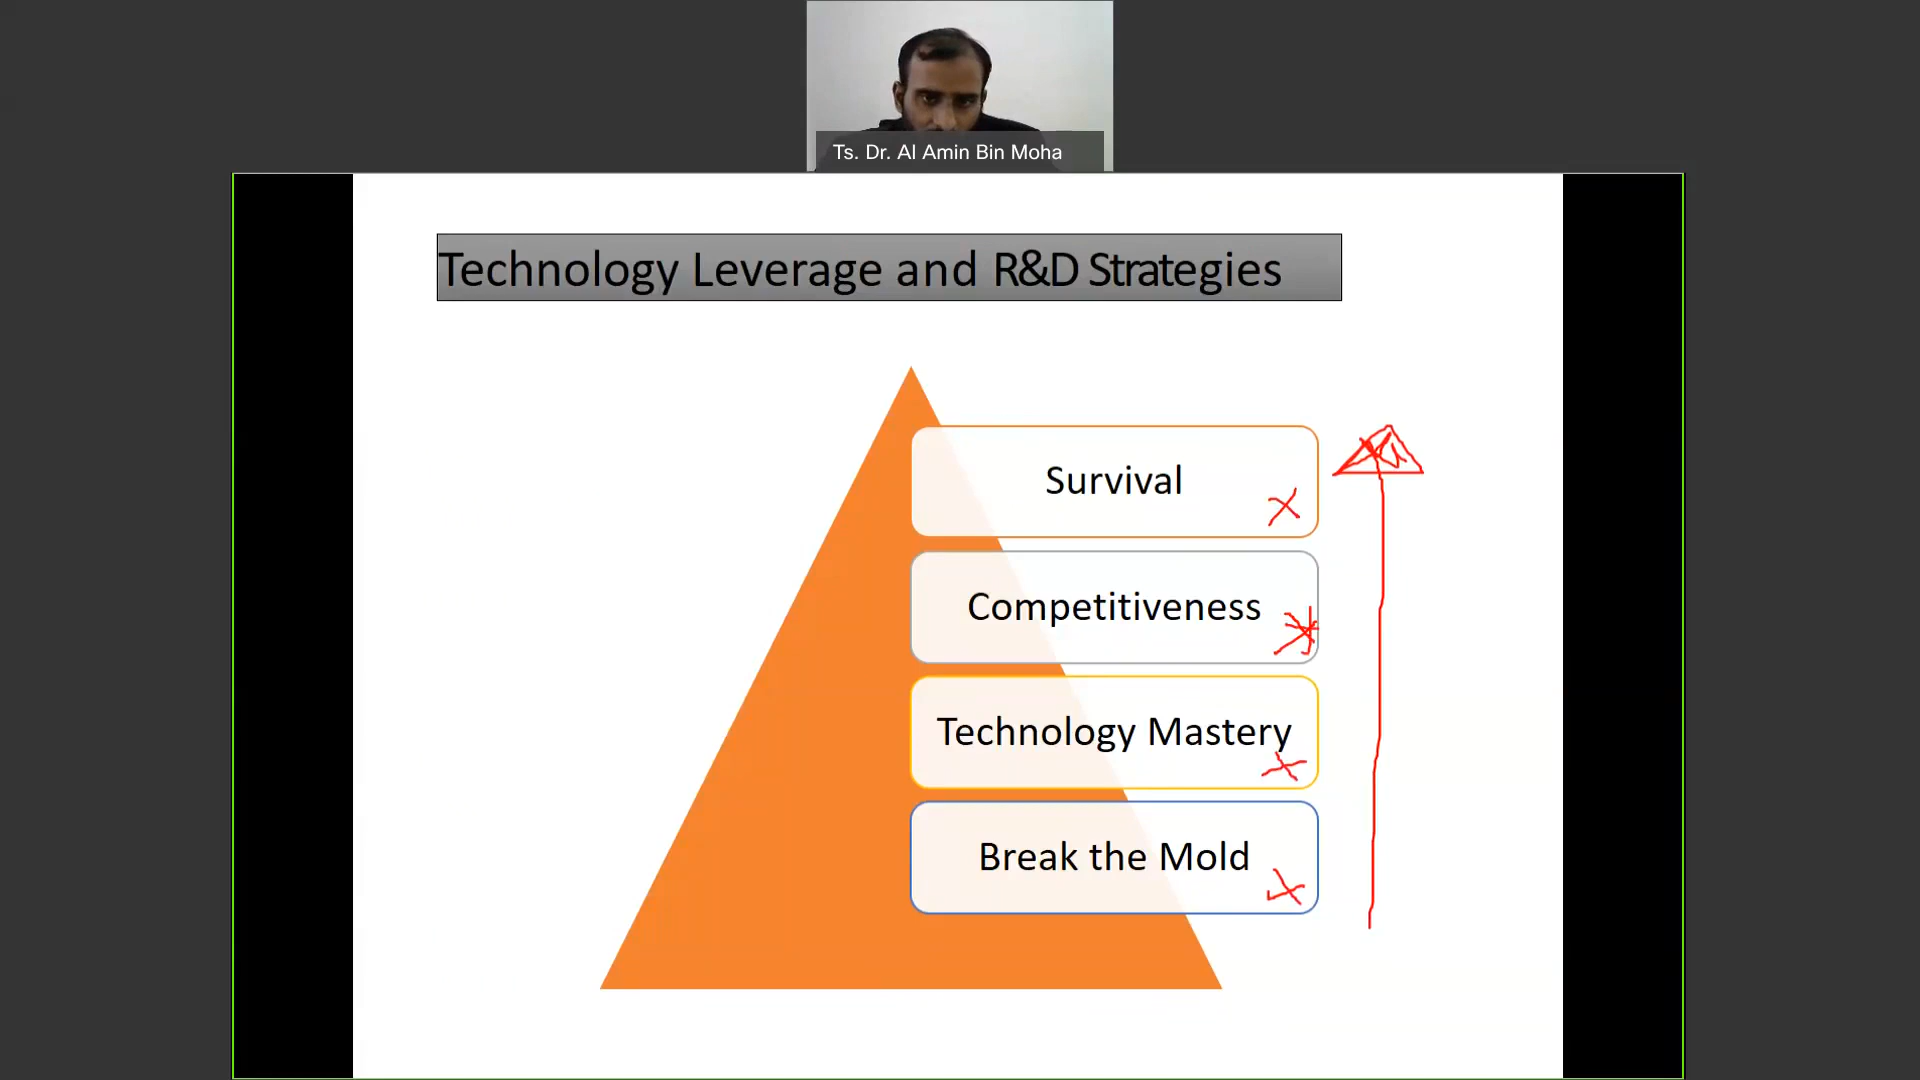 Ts. Dr. Al Amin Bin Moha
Technology Leverage and R&D Strategies
Survival
Competitiveness
Technology Mastery
Break the Mold